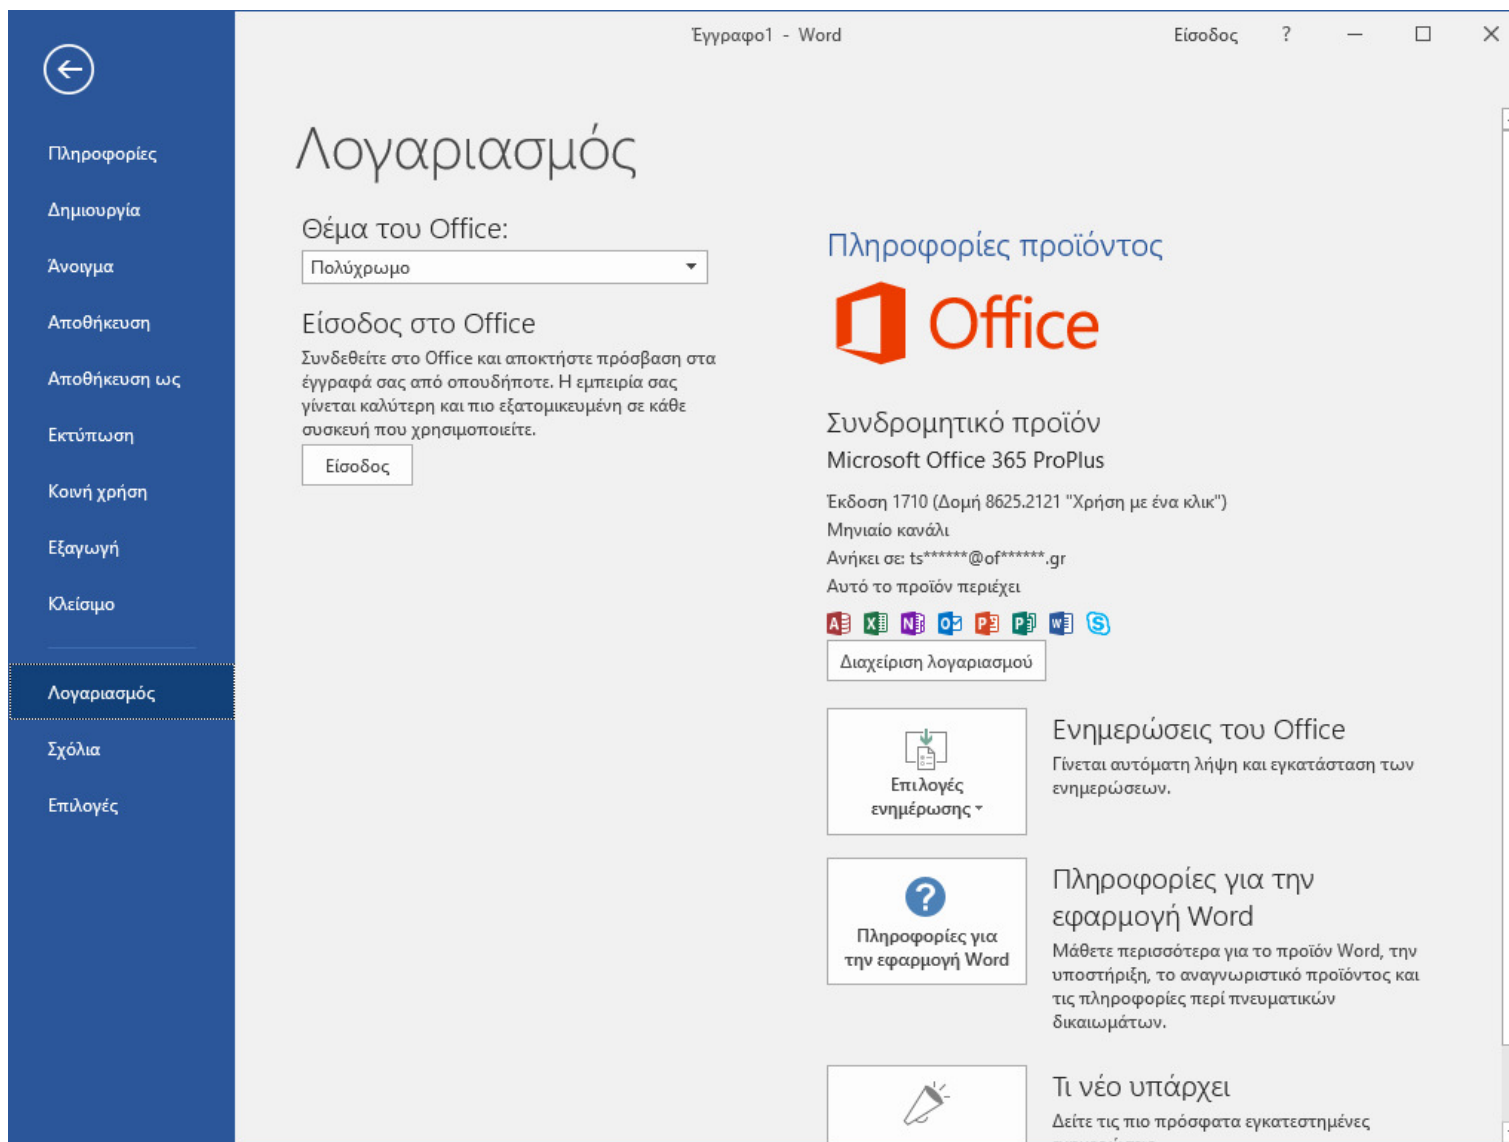 Έγγραφο1 - Word
Είσοδος ?
Πληροφορίες
Δημιουργία
Άνοιγμα
Αποθήκευση
Αποθήκευση ως
Εκτύπωση
Κοινή χρήση
Εξαγωγή
Κλείσιμο
Λογαριασμός
Σχόλια
Επιλογές
Λογαριασμός
Θέμα του Office:
Πολύχρωμο
Είσοδος στο Office
Συνδεθείτε στο Office και αποκτήστε πρόσβαση στα
έγγραφά σας από οπουδήποτε. Η εμπειρία σας
γίνεται καλύτερη και πιο εξατομικευμένη σε κάθε
συσκευή που χρησιμοποιείτε.
Είσοδος
Πληροφορίες προϊόντος
Office
Συνδρομητικό προϊόν
Microsoft Office 365 ProPlus
Έκδοση 1710 (Δομή 8625.2121 "Χρήση με ένα κλικ")
Μηνιαίο κανάλι
Ανήκει σε: ts******@of******.gr
Αυτό το προϊόν περιέχει
Διαχείριση λογαριασμού
Επιλογές
ενημέρωσης
Ενημερώσεις του Office
Γίνεται αυτόματη λήψη και εγκατάσταση των
ενημερώσεων.
Πληροφορίες για
την εφαρμογή Word
Πληροφορίες για την
εφαρμογή Word
Μάθετε περισσότερα για το προϊόν Word, την
υποστήριξη, το αναγνωριστικό προϊόντος και
τις πληροφορίες περί πνευματικών
δικαιωμάτων.
Τι νέο υπάρχει
Δείτε τις πιο πρόσφατα εγκατεστημένες